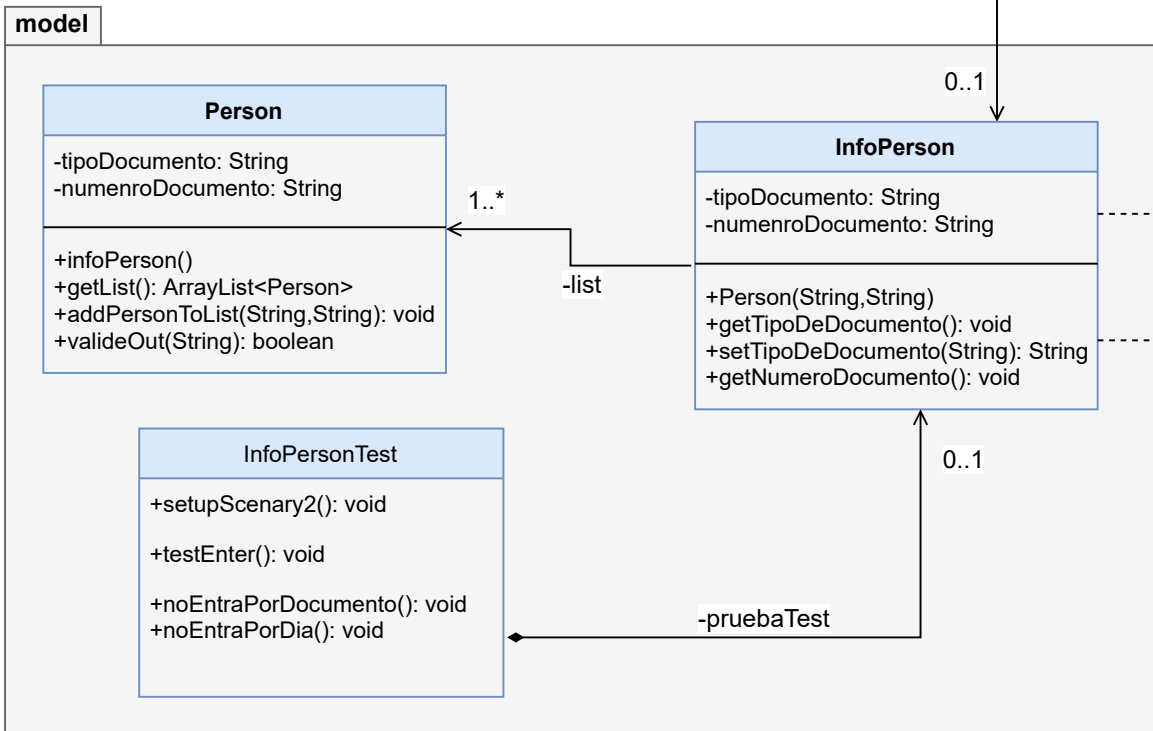 model
Person
-tipoDocumento: String
-numenroDocumento: String
+infoPerson()
+getList(): ArrayList<Person>
+addPersonToList(String,String): void
+valideOut(String): boolean
1..*
-list
0..1
InfoPerson
-tipoDocumento: String
-numenroDocumento: String
+Person(String,String)
+getTipoDeDocumento(): void
+setTipoDeDocumento(String): String
+getNumeroDocumento(): void
0..1
InfoPersonTest
+setupScenary2(): void
+testEnter(): void
+noEntraPorDocumento(): void
+noEntraPorDia(): void
-pruebaTest